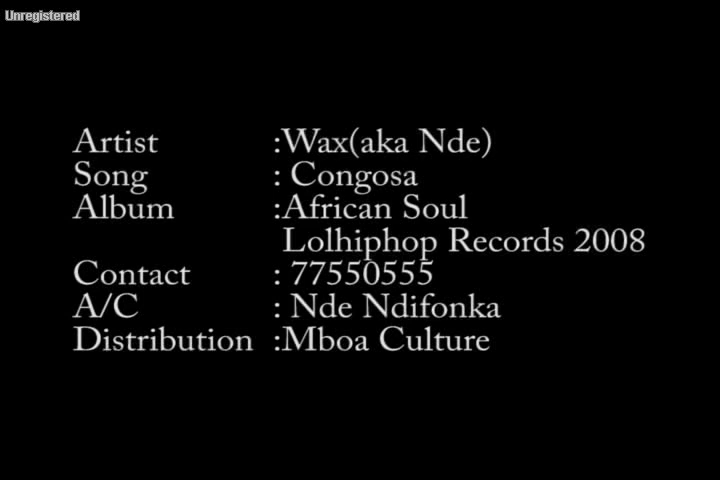 Unregistered
Artist :Wax(aka Nde)
Song : Congosa
Album :African Soul
Lolhiphop Records 2008
Contact : 77550555
A/C : Nde Ndifonka
Distribution :Mboa Culture